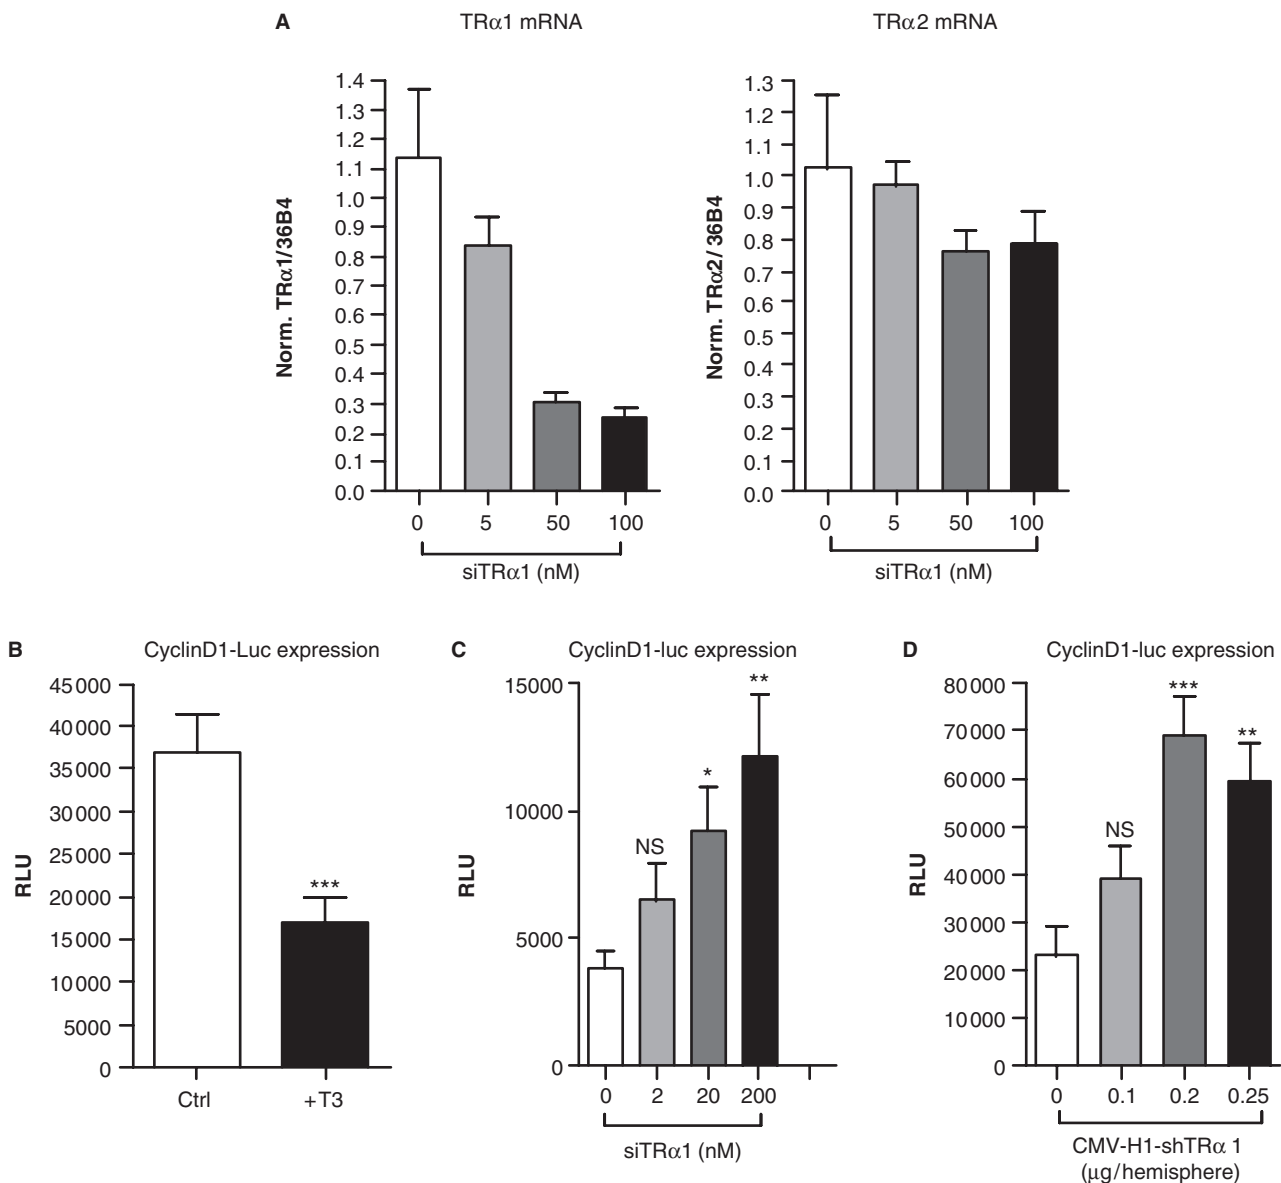 A
TRα1 mRNA
Norm. TRα1/36B4
1.4
1.3
1.2
1.1
1.0
0.9
0.8
0.7
0.6
0.5
0.4
0.3
0.2
0.1
0.0
0 5 50 100
siTRα1 (nM)
TRα2 mRNA
Norm. TRα2/ 36B4
1.3
1.2
1.1
1.0
0.9
0.8
0.7
0.6
0.5
0.4
0.3
0.2
0.1
0.0
0 5 50 100
siTRα1 (nM)
B
CyclinD1-Luc expression
RLU
45 000
40 000
35 000
30 000
25 000
20 000
15 000
10 000
5000
0
***
Ctrl +T3
C
CyclinD1-luc expression
RLU
15000
10000
5000
0
NS
*
**
0 2 20 200
siTRα1 (nM)
D
CyclinD1-luc expression
RLU
80 000
70 000
60 000
50 000
40 000
30 000
20 000
10 000
0
NS
***
**
0 0.1 0.2 0.25
CMV-H1-shTRα 1
(μg/hemisphere)